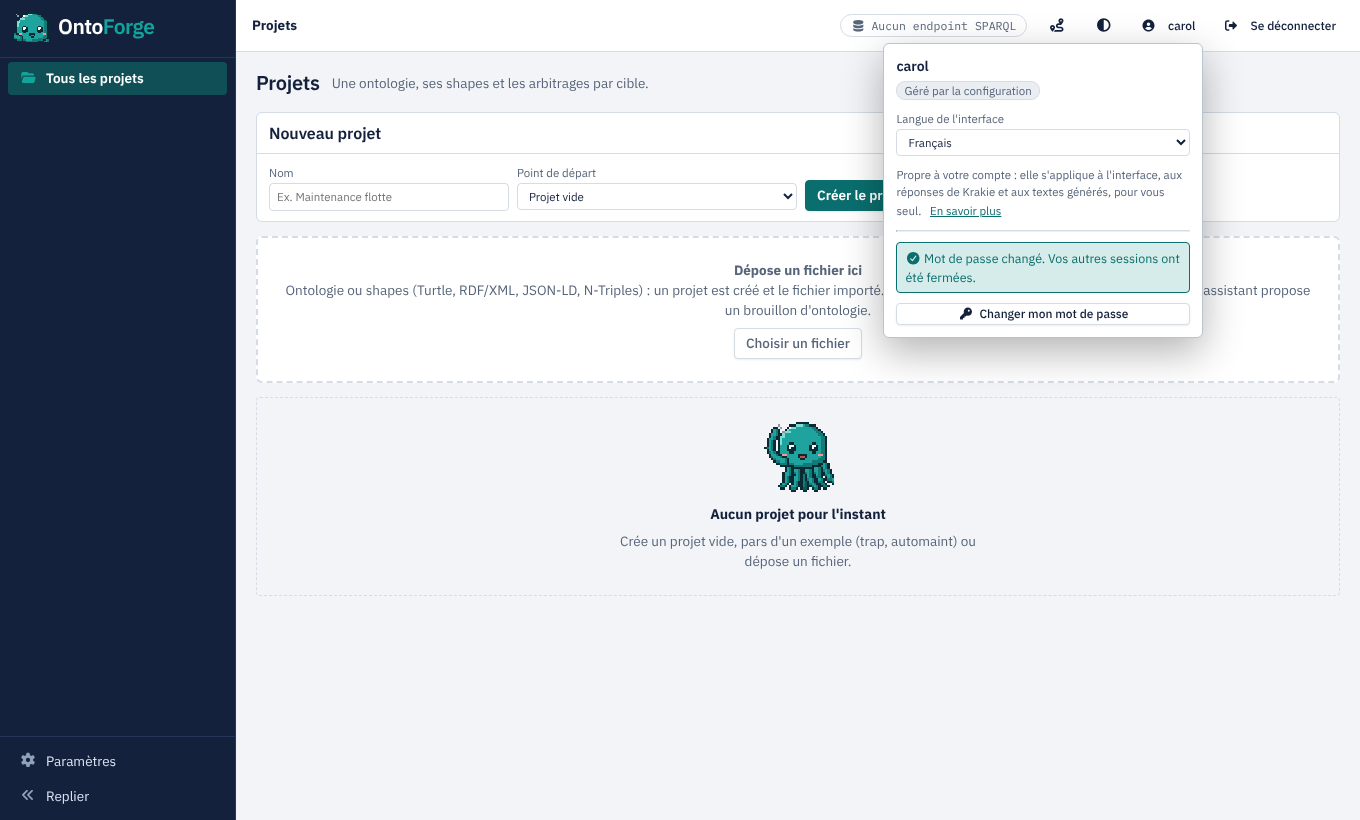 OntoForge
Tous les projets
Paramètres
Replier
Projets
Aucun endpoint SPARQL
carol
Se déconnecter
Projets
Une ontologie, ses shapes et les arbitrages par cible.
Nouveau projet
Nom
Point de départ
Ex. Maintenance flotte
Projet vide
Créer le pr
Dépose un fichier ici
Ontologie ou shapes (Turtle, RDF/XML, JSON-LD, N-Triples) : un projet est créé et le fichier importé.
assistant propose
un brouillon d'ontologie.
Choisir un fichier
Aucun projet pour l'instant
Crée un projet vide, pars d'un exemple (trap, automaint) ou
dépose un fichier.
carol
Géré par la configuration
Langue de l'interface
Français
Propre à votre compte : elle s'applique à l'interface, aux
réponses de Krakie et aux textes générés, pour vous
seul. En savoir plus
Mot de passe changé. Vos autres sessions ont
été fermées.
Changer mon mot de passe